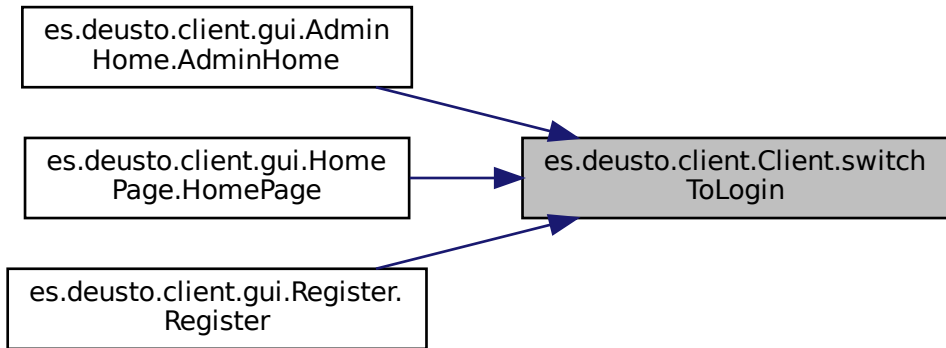 es.deusto.client.gui.Admin
Home.AdminHome
es.deusto.client.gui.Home
Page.HomePage
es.deusto.client.Client.switch
ToLogin
es.deusto.client.gui.Register.
Register